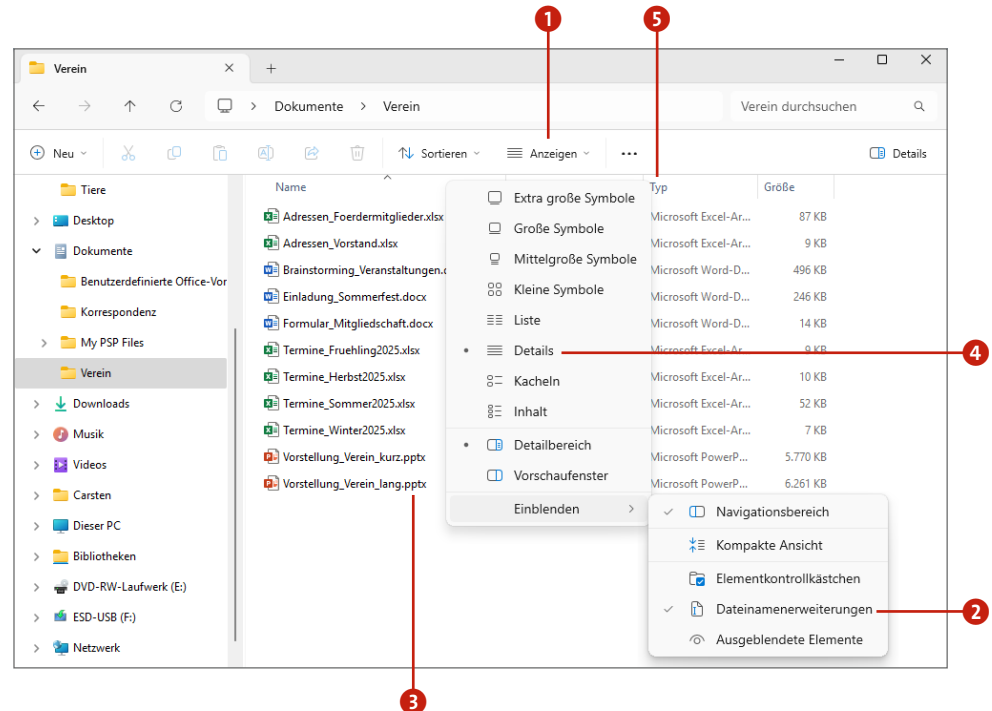 1 5
Verein
Dokumente > Verein Verein durchsuchen
Neu Sortieren Anzeigen ... Details
Tiere
Desktop
Dokumente
Benutzerdefinierte Office-Vor
Korrespondenz
My PSP Files
Verein
Downloads
Musik
Videos
Carsten
Dieser PC
Bibliotheken
DVD-RW-Laufwerk (E:)
ESD-USB (F:)
Netzwerk
Name Typ Größe
Adressen_Foerdermitglieder.xlsx Microsoft Excel-Ar... 87 KB
Adressen_Vorstand.xlsx Microsoft Excel-Ar... 9 KB
Brainstorming_Veranstaltungen. Microsoft Word-D... 496 KB
Einladung_Sommerfest.docx Microsoft Word-D... 246 KB
Formular_Mitgliedschaft.docx Microsoft Word-D... 14 KB
Termine_Fruehling2025.xlsx Microsoft Excel-Ar... 9 KB
Termine_Herbst2025.xlsx Microsoft Excel-Ar... 10 KB
Termine_Sommer2025.xlsx Microsoft Excel-Ar... 52 KB
Termine_Winter2025.xlsx Microsoft Excel-Ar... 7 KB
Vorstellung_Verein_kurz.pptx Microsoft PowerP... 5.770 KB
Vorstellung_Verein_lang.pptx Microsoft PowerP... 6.261 KB
Extra große Symbole
Große Symbole
Mittelgroße Symbole
Kleine Symbole
Liste
Details 4
Kacheln
Inhalt
Detailbereich
Vorschaufenster
Einblenden
Navigationsbereich
Kompakte Ansicht
Elementkontrollkästchen
Dateinamenerweiterungen 2
Ausgeblendete Elemente
3